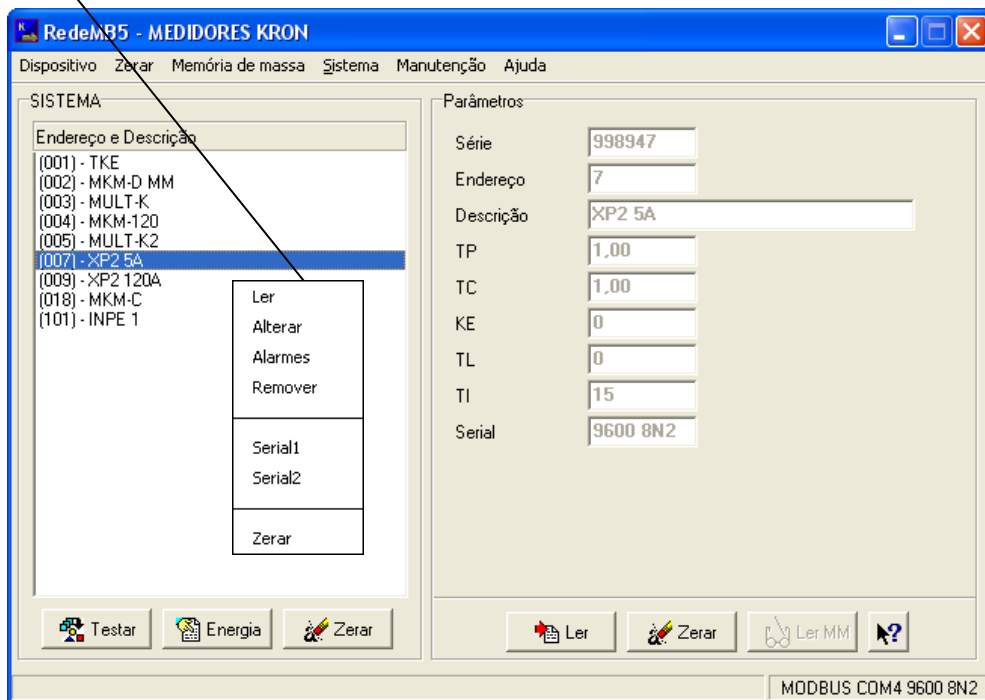 RedeMB5 - MEDIDORES KRON
Dispositivo Zerar Memória de massa Sistema Manutenção Ajuda
SISTEMA
Endereço e Descrição
(001) - TKE
(002) - MKM-D MM
(003) - MULT-K
(004) - MKM-120
(005) - MULT-K2
(007) - XP2 5A
(009) - XP2 120A
(018) - MKM-C
(101) - INPE 1
Ler
Alterar
Alarmes
Remover
Serial1
Serial2
Zerar
Testar Energia Zerar
Parâmetros
Série 998947
Endereço 7
Descrição XP2 5A
TP 1,00
TC 1,00
KE 0
TL 0
TI 15
Serial 9600 8N2
Ler Zerar Ler MM ?
MODBUS COM4 9600 8N2